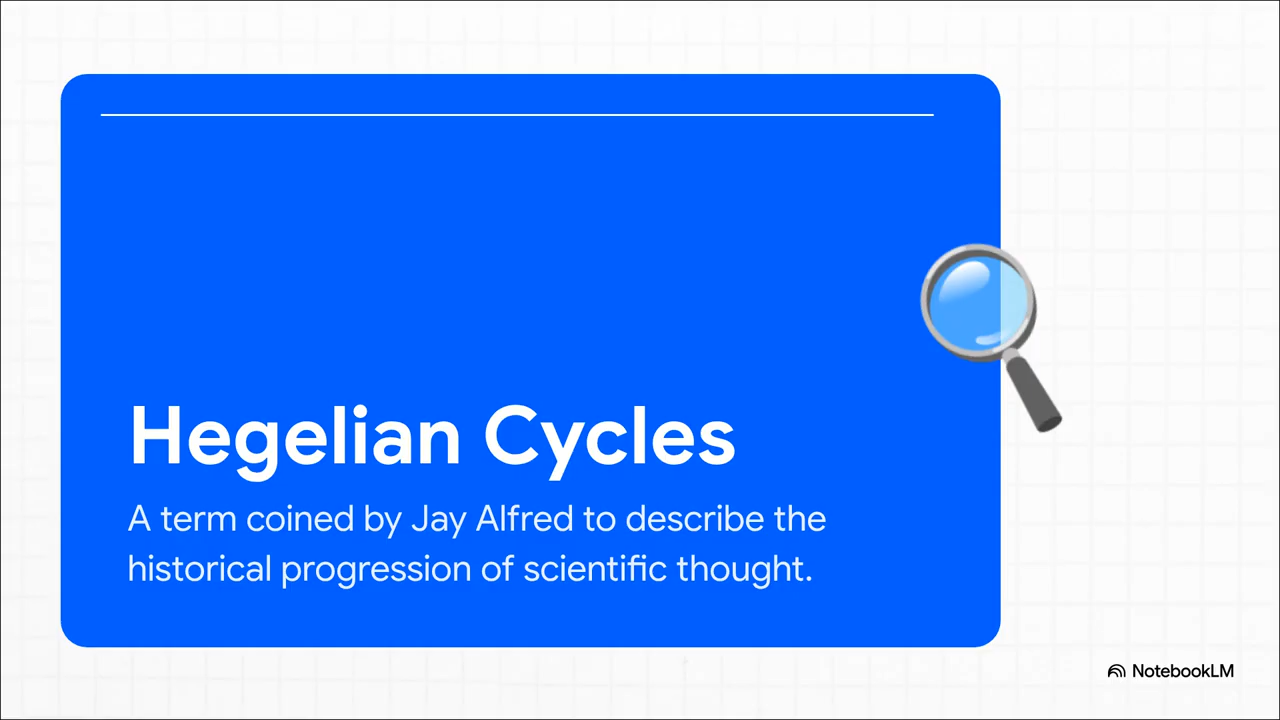 Hegelian Cycles
A term coined by Jay Alfred to describe the
historical progression of scientific thought.
NotebookLM